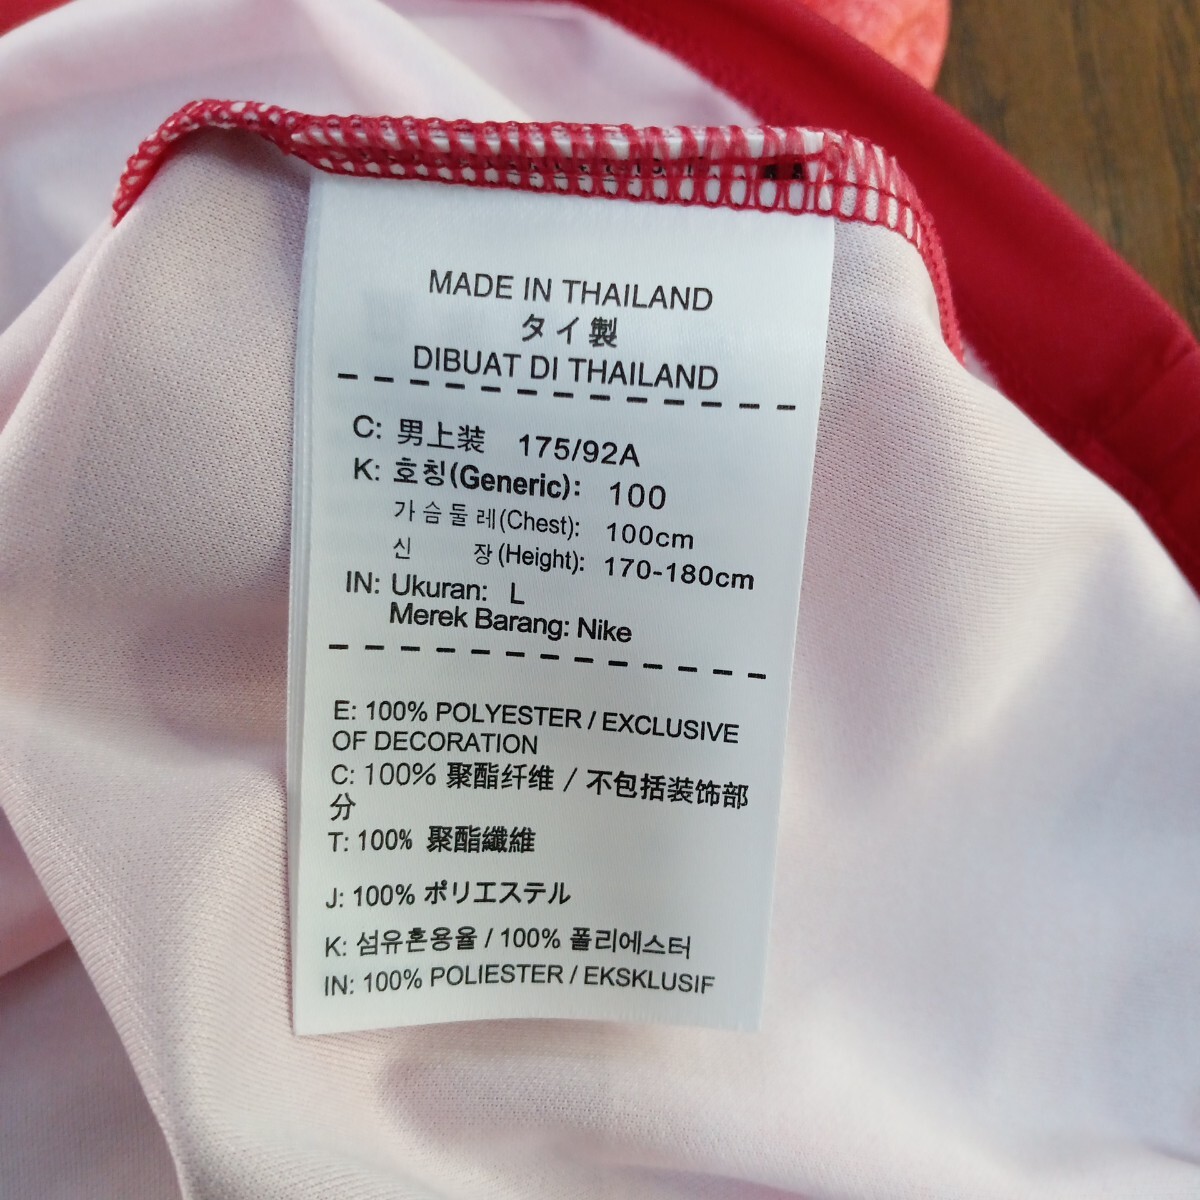 MADE IN THAILAND
タイ製
DIBUAT DI THAILAND
C: 男上装 175/92A
K: 호칭(Generic): 100
가슴둘레(Chest): 100cm
신 장(Height): 170-180cm
IN: Ukuran: L
Merek Barang: Nike
E: 100% POLYESTER / EXCLUSIVE
OF DECORATION
C: 100% 聚酯纤维 / 不包括装饰部
分
T: 100% 聚酯纖維
J: 100% ポリエステル
K: 섬유혼용율 / 100% 폴리에스터
IN: 100% POLIESTER / EKSKLUSIF